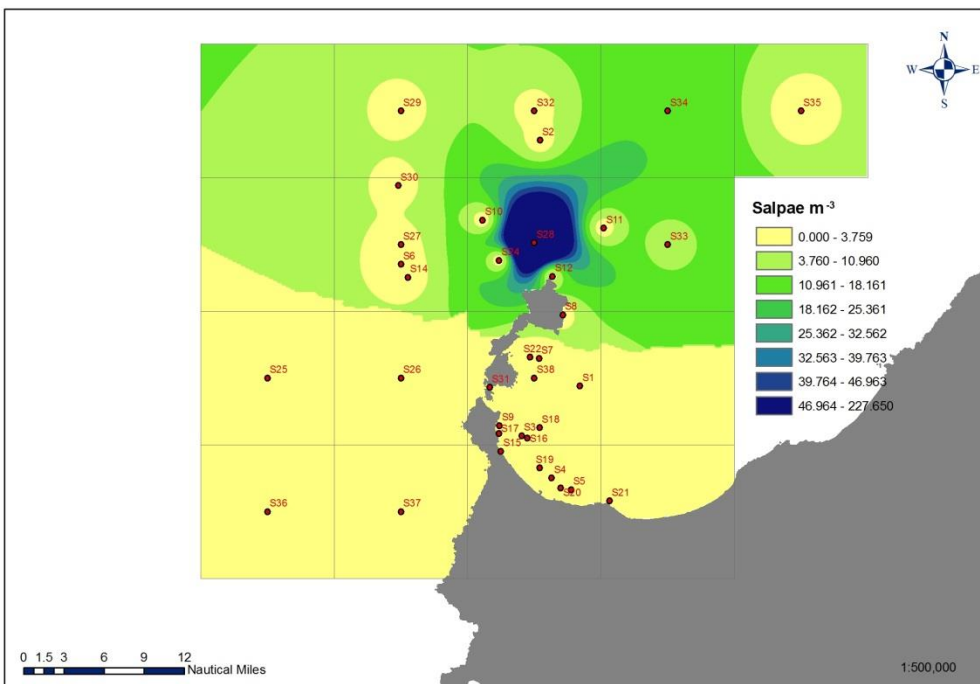 N
W E
S
S29
S32
S34
S35
S2
S30
S10
S11
S27
S28
S33
S6
S24
S14
S12
S8
Salpae m-3
0.000 - 3.759
3.760 - 10.960
10.961 - 18.161
18.162 - 25.361
25.362 - 32.562
32.563 - 39.763
39.764 - 46.963
46.964 - 227.650
S22 S7
S25
S26
S38
S31
S1
S9
S18
S17
S3
S16
S15
S19
S4
S5
S20
S21
S36
S37
0 1.5 3 6 9 12
Nautical Miles
1:500,000